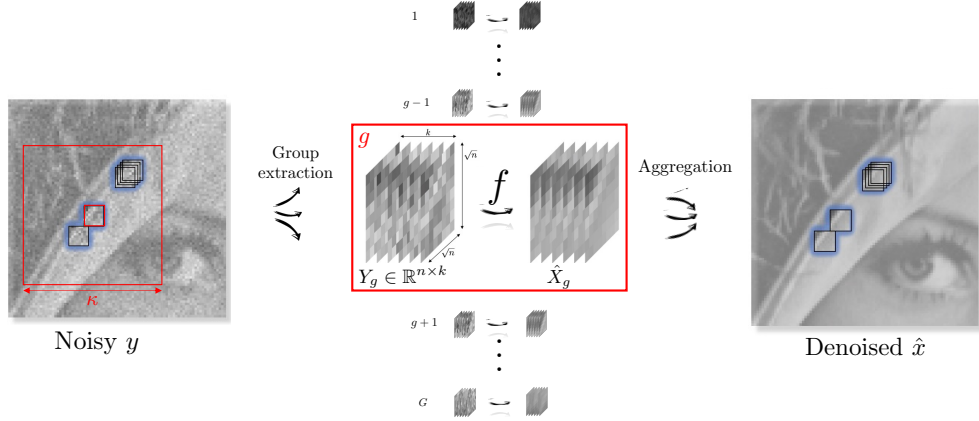 1
g − 1
Group
extraction
g
k
√n
√n
f
Y_g ∈ ℝ^{n×k}
X̂_g
Aggregation
κ
Noisy y
Denoised x̂
g + 1
G